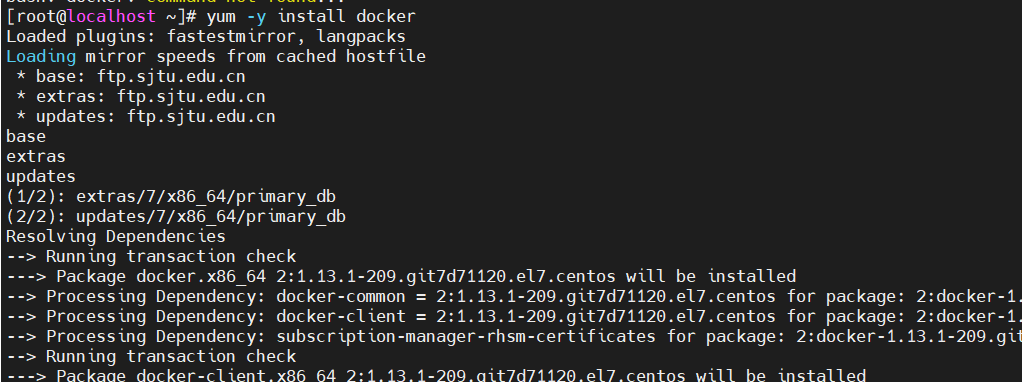 bash: docker: command not found...
[root@localhost ~]# yum -y install docker
Loaded plugins: fastestmirror, langpacks
Loading mirror speeds from cached hostfile
 * base: ftp.sjtu.edu.cn
 * extras: ftp.sjtu.edu.cn
 * updates: ftp.sjtu.edu.cn
base
extras
updates
(1/2): extras/7/x86_64/primary_db
(2/2): updates/7/x86_64/primary_db
Resolving Dependencies
--> Running transaction check
---> Package docker.x86_64 2:1.13.1-209.git7d71120.el7.centos will be installed
--> Processing Dependency: docker-common = 2:1.13.1-209.git7d71120.el7.centos for package: 2:docker-1.
--> Processing Dependency: docker-client = 2:1.13.1-209.git7d71120.el7.centos for package: 2:docker-1.
--> Processing Dependency: subscription-manager-rhsm-certificates for package: 2:docker-1.13.1-209.git
--> Running transaction check
---> Package docker-client.x86_64 2:1.13.1-209.git7d71120.el7.centos will be installed